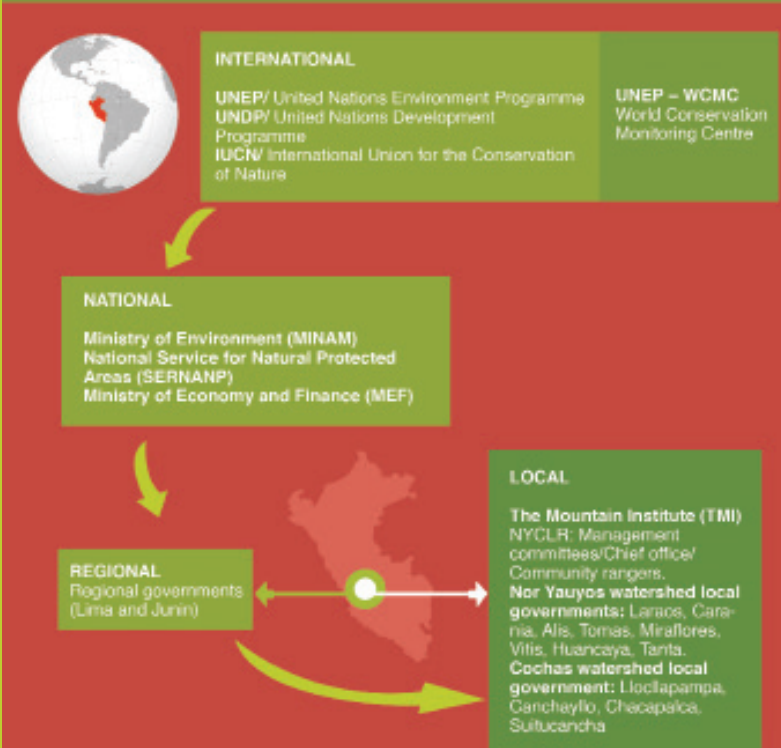 INTERNATIONAL
UNEP/ United Nations Environment Programme
UNDP/ United Nations Development
Programme
IUCN/ International Union for the Conservation
of Nature
UNEP – WCMC
World Conservation
Monitoring Centre
NATIONAL
Ministry of Environment (MINAM)
National Service for Natural Protected
Areas (SERNANP)
Ministry of Economy and Finance (MEF)
REGIONAL
Regional governments
(Lima and Junin)
LOCAL
The Mountain Institute (TMI)
NYCLR: Management
committees/Chief office/
Community rangers.
Nor Yauyos watershed local
governments: Laraos, Cara-
nia, Alis, Tomas, Miraflores,
Vitis, Huancaya, Tanta.
Cochas watershed local
government: Llocllapampa,
Canchayllo, Chacapalca,
Suitucancha